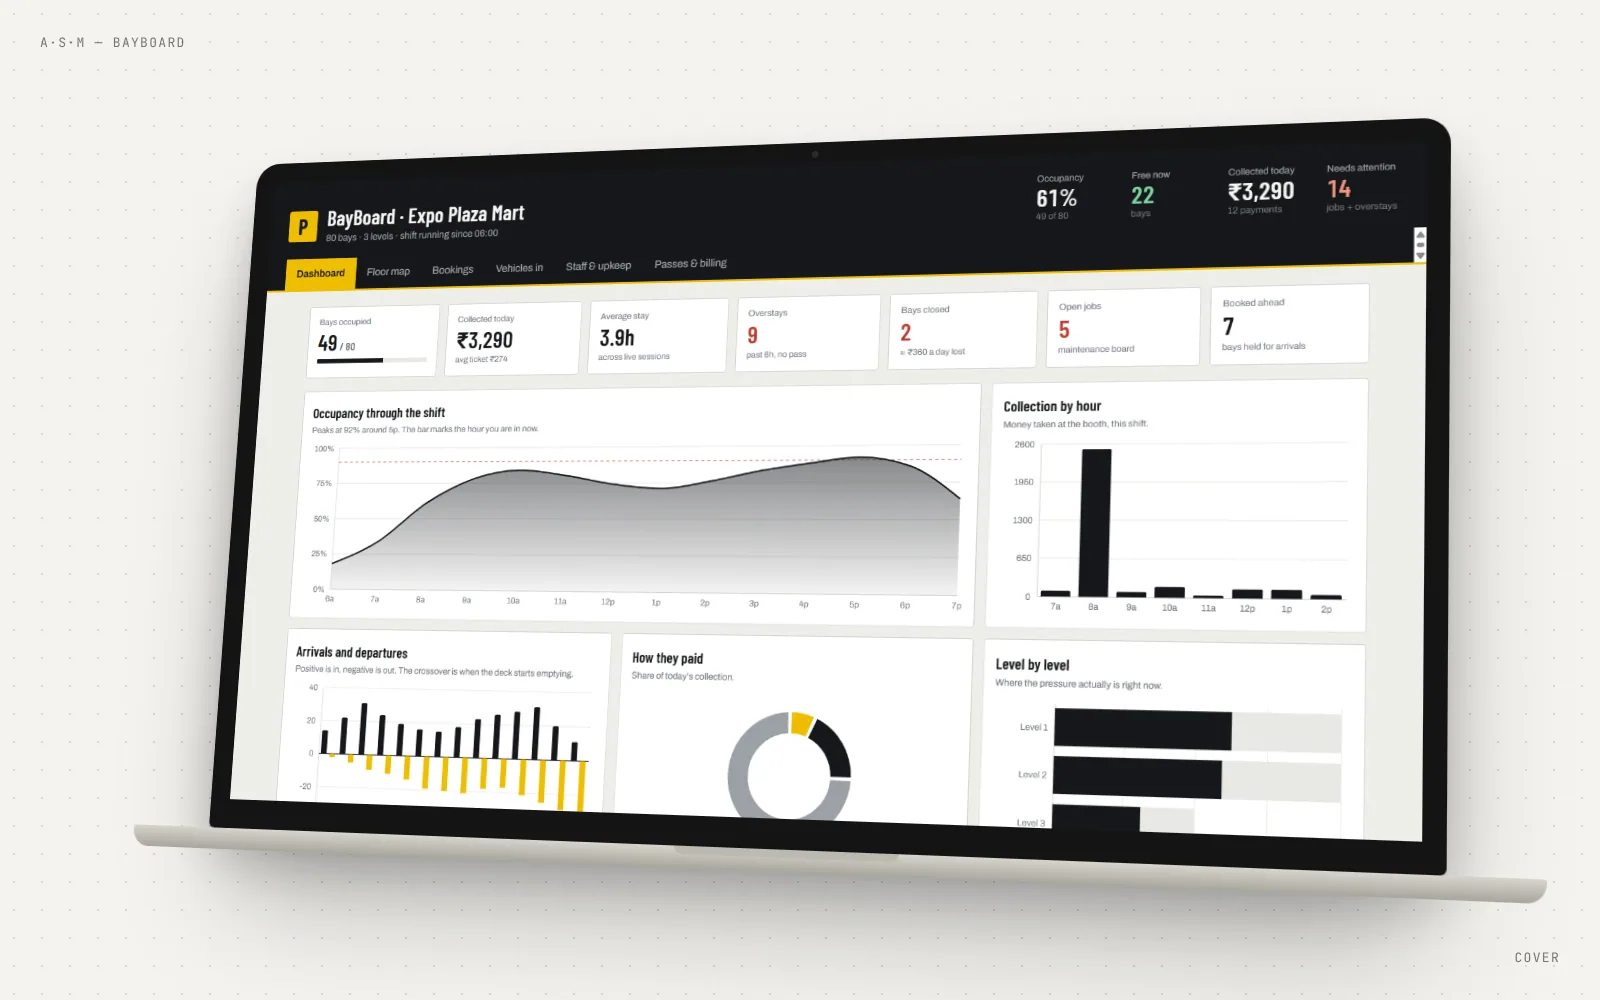 A·S·M — BAYBOARD
P
BayBoard · Expo Plaza Mart
80 bays · 3 levels · shift running since 06:00
Occupancy
61%
49 of 80
Free now
22
bays
Collected today
₹3,290
12 payments
Needs attention
14
jobs + overstays
Dashboard Floor map Bookings Vehicles in Staff & upkeep Passes & billing
Bays occupied
49 / 80
Collected today
₹3,290
avg ticket ₹274
Average stay
3.9h
across live sessions
Overstays
9
past 6h, no pass
Bays closed
2
≈ ₹360 a day lost
Open jobs
5
maintenance board
Booked ahead
7
bays held for arrivals
Occupancy through the shift
Peaks at 92% around 5p. The bar marks the hour you are in now.
100%
75%
50%
25%
0%
6a 7a 8a 9a 10a 11a 12p 1p 2p 3p 4p 5p 6p 7p
Collection by hour
Money taken at the booth, this shift.
2600
1950
1300
650
0
7a 8a 9a 10a 11a 12p 1p 2p
Arrivals and departures
Positive is in, negative is out. The crossover is when the deck starts emptying.
40
20
0
-20
How they paid
Share of today's collection.
Level by level
Where the pressure actually is right now.
Level 1
Level 2
Level 3
COVER